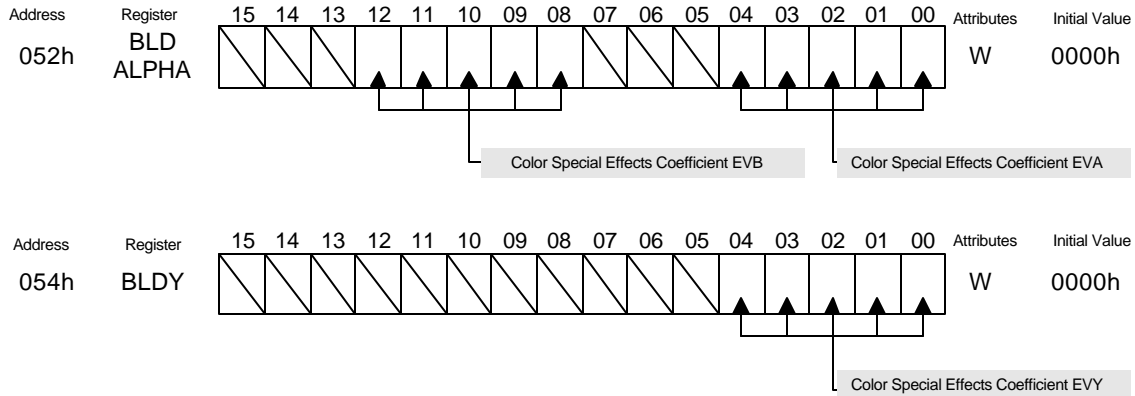 Address Register 15 14 13 12 11 10 09 08 07 06 05 04 03 02 01 00 Attributes Initial Value
052h BLD ALPHA W 0000h
Color Special Effects Coefficient EVB Color Special Effects Coefficient EVA
Address Register 15 14 13 12 11 10 09 08 07 06 05 04 03 02 01 00 Attributes Initial Value
054h BLDY W 0000h
Color Special Effects Coefficient EVY